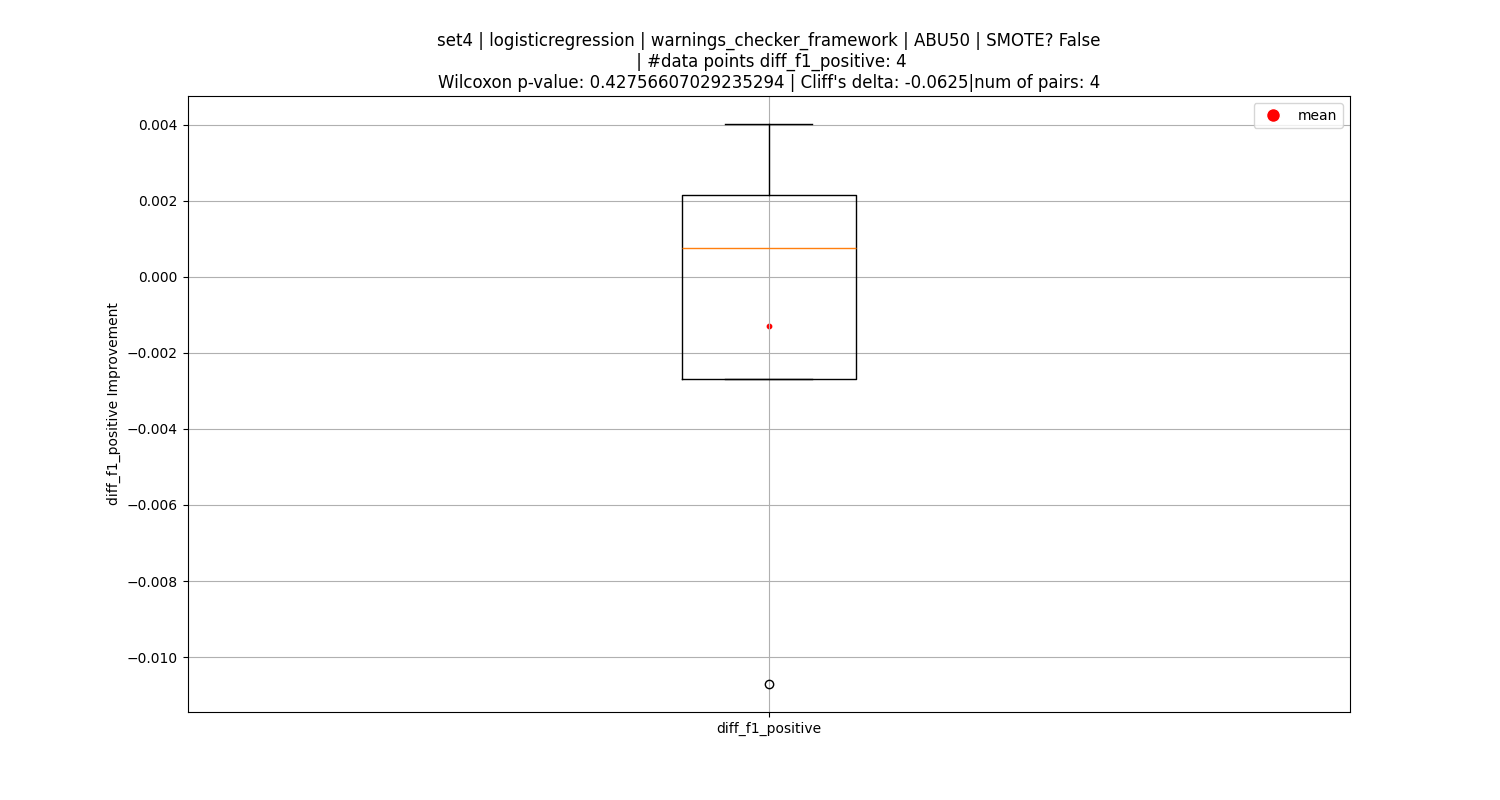 set4 | logisticregression | warnings_checker_framework | ABU50 | SMOTE? False
| #data points diff_f1_positive: 4
Wilcoxon p-value: 0.42756607029235294 | Cliff's delta: -0.0625|num of pairs: 4
mean
0.004
0.002
0.000
−0.002
−0.004
−0.006
−0.008
−0.010
diff_f1_positive Improvement
diff_f1_positive